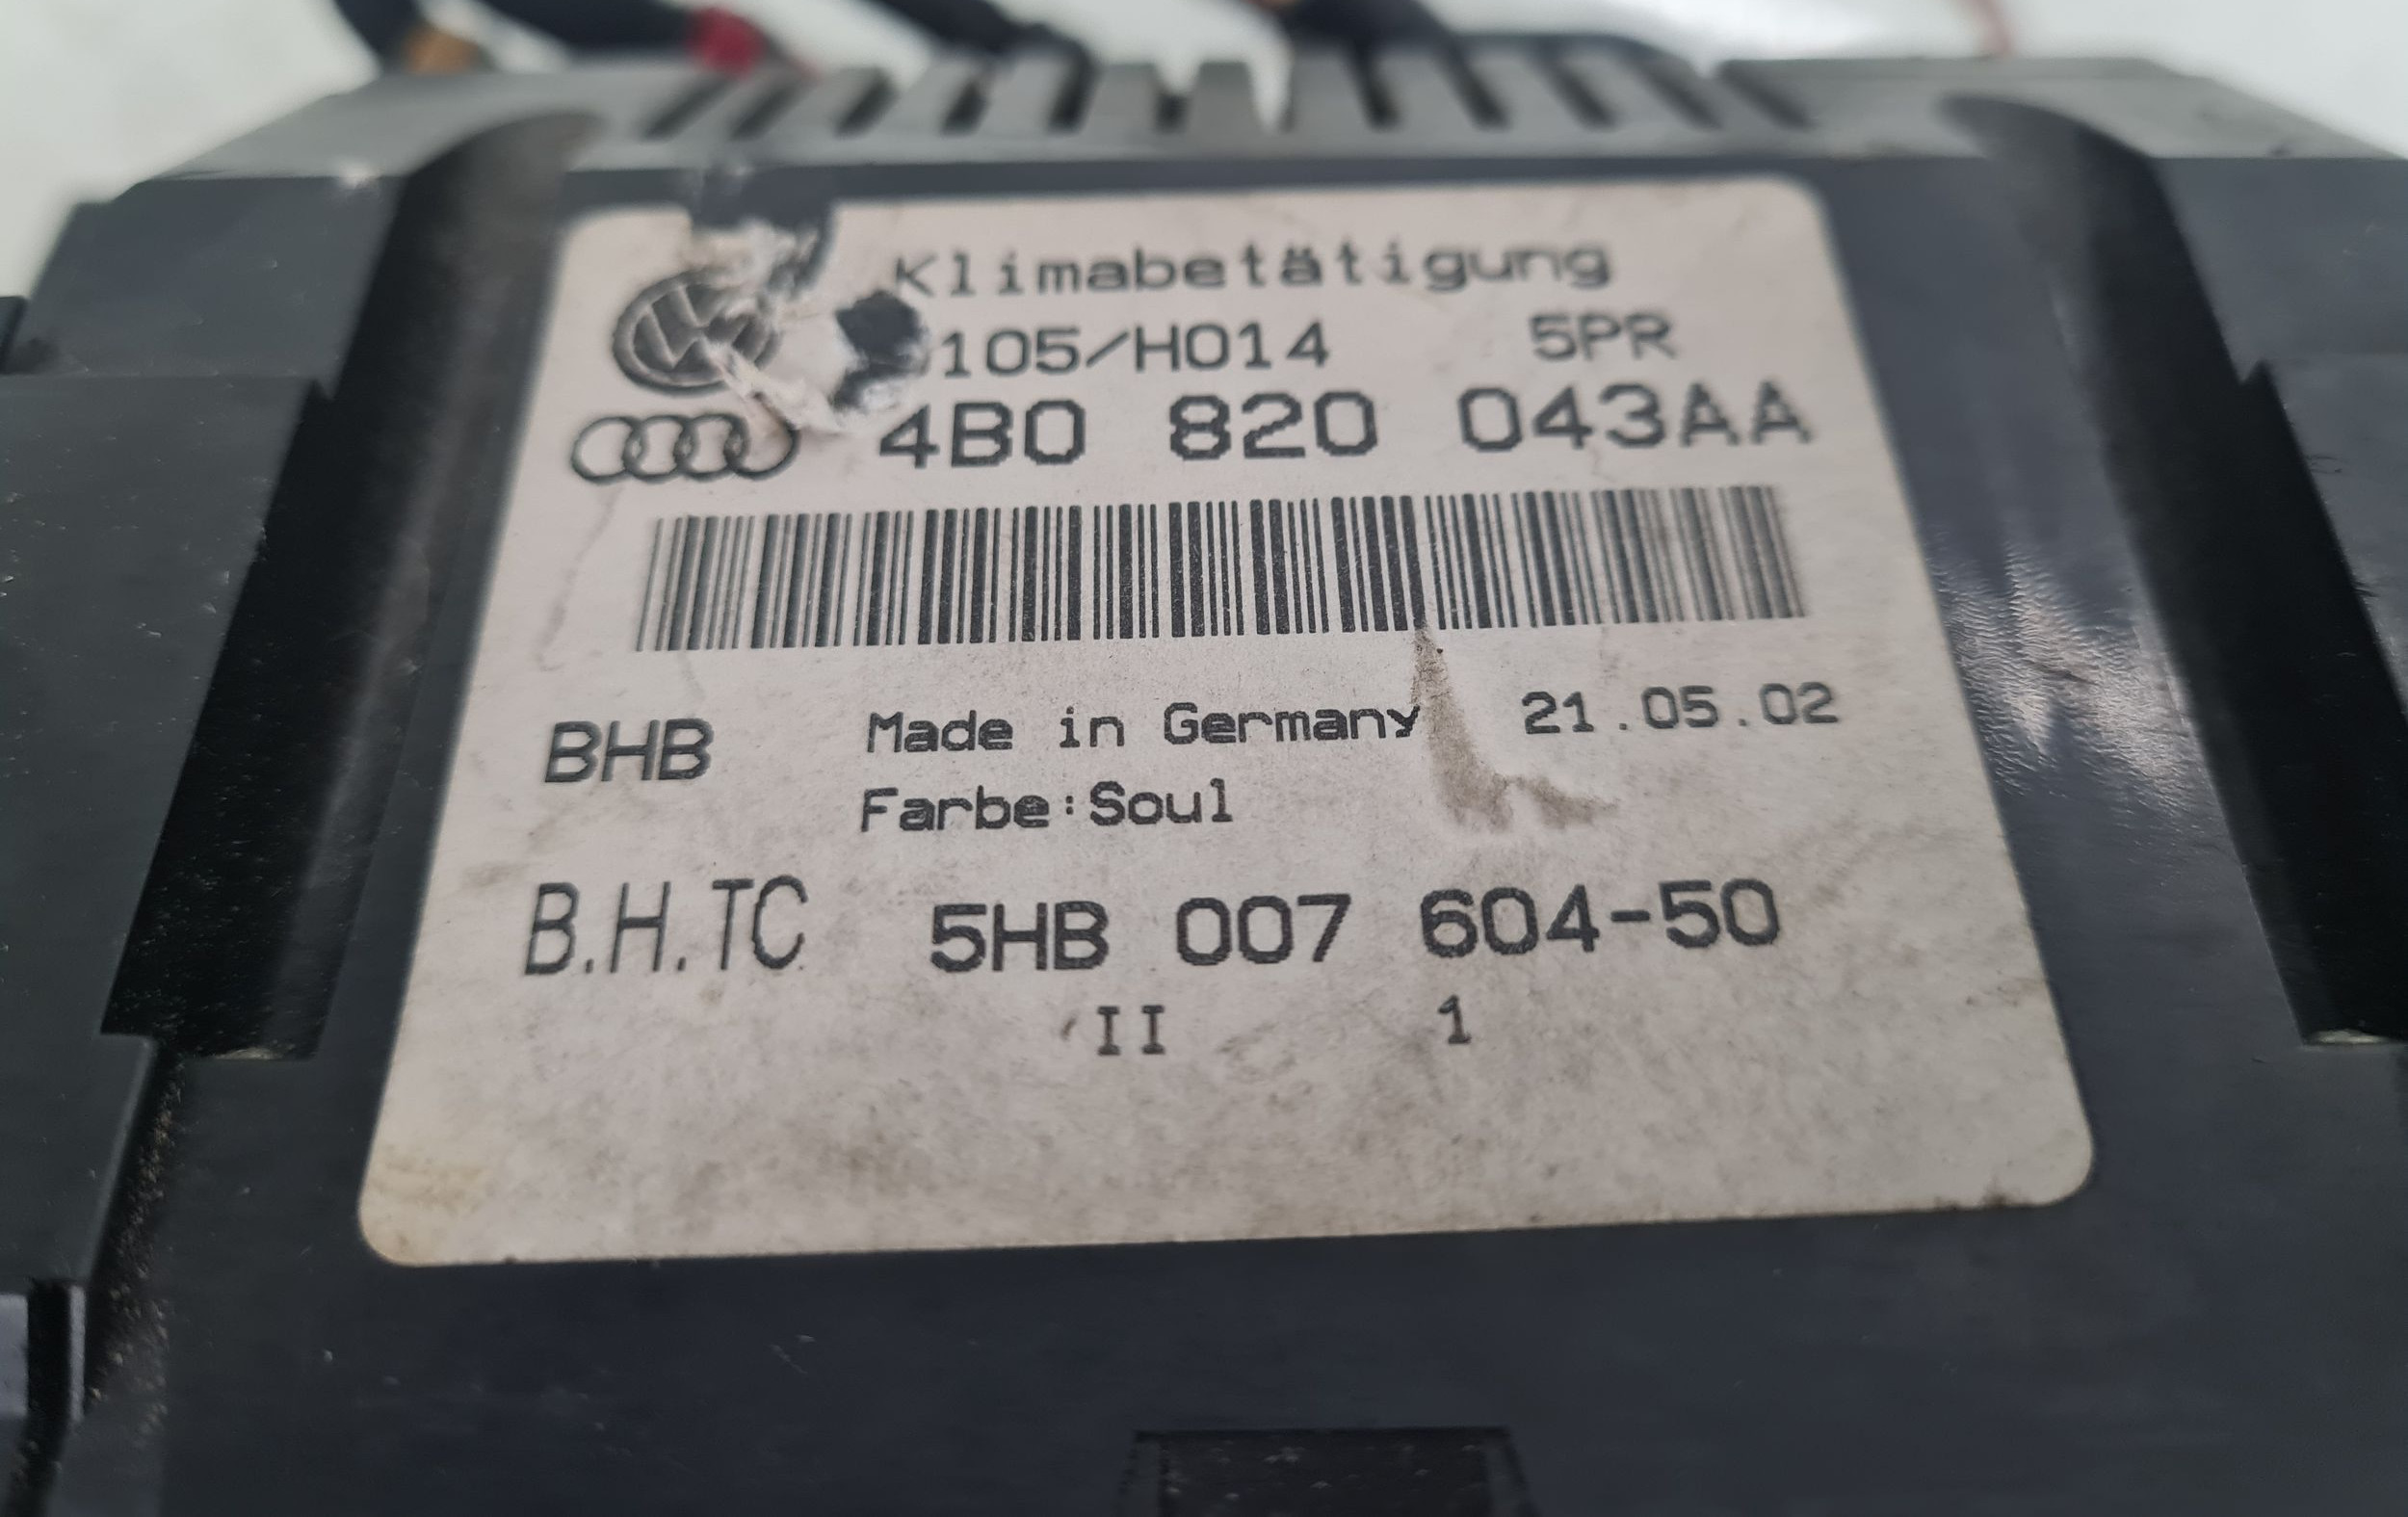 Klimabetätigung
105/H014 5PR
4B0 820 043AA
BHB Made in Germany 21.05.02
Farbe:Soul
B.H.TC 5HB 007 604-50
II 1